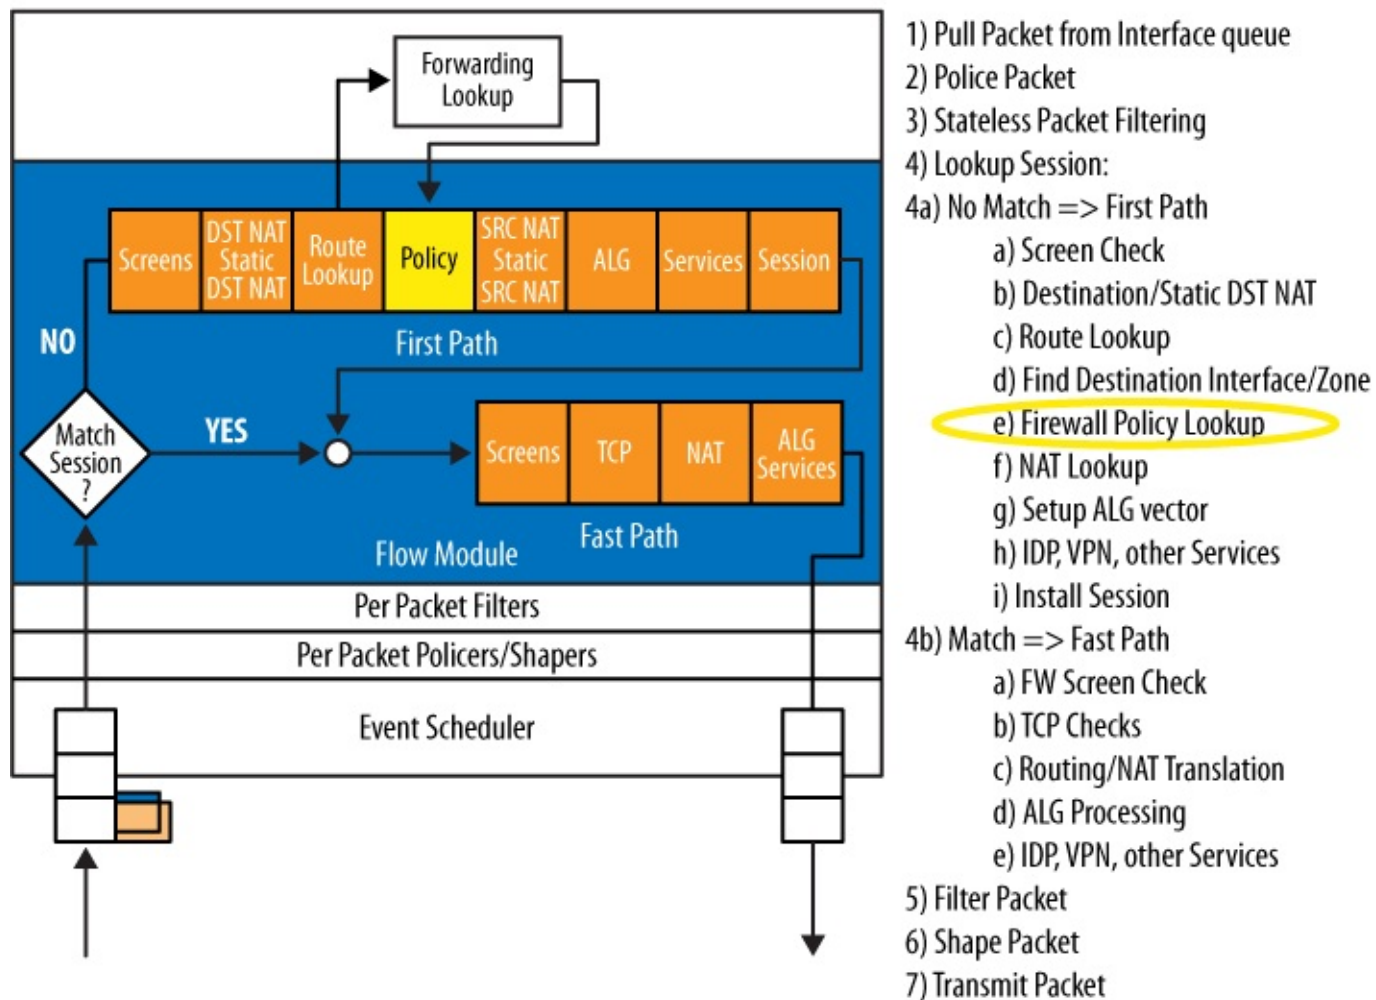 Forwarding
Lookup
Screens
DST NAT
Static
DST NAT
Route
Lookup
Policy
SRC NAT
Static
SRC NAT
ALG
Services
Session
First Path
NO
YES
Match
Session
?
Screens
TCP
NAT
ALG
Services
Fast Path
Flow Module
Per Packet Filters
Per Packet Policers/Shapers
Event Scheduler
1) Pull Packet from Interface queue
2) Police Packet
3) Stateless Packet Filtering
4) Lookup Session:
4a) No Match => First Path
a) Screen Check
b) Destination/Static DST NAT
c) Route Lookup
d) Find Destination Interface/Zone
e) Firewall Policy Lookup
f) NAT Lookup
g) Setup ALG vector
h) IDP, VPN, other Services
i) Install Session
4b) Match => Fast Path
a) FW Screen Check
b) TCP Checks
c) Routing/NAT Translation
d) ALG Processing
e) IDP, VPN, other Services
5) Filter Packet
6) Shape Packet
7) Transmit Packet